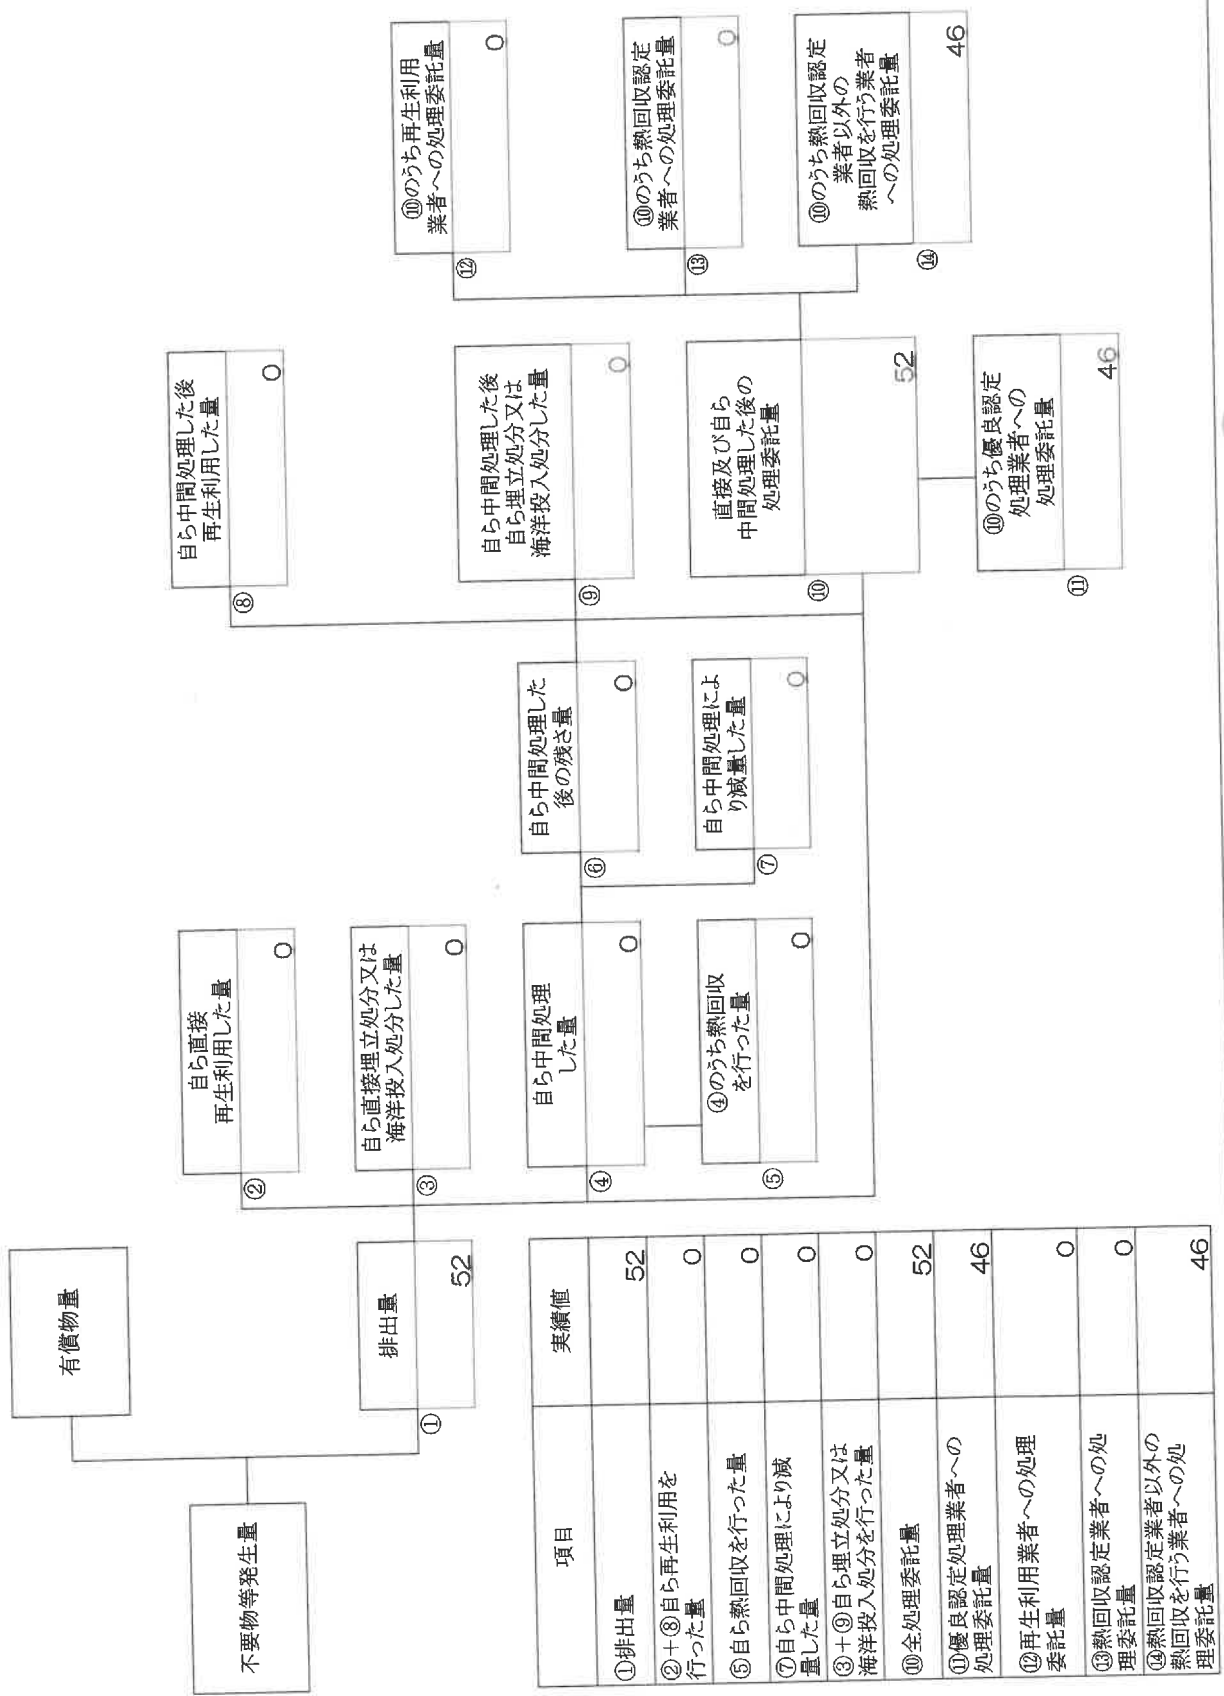 不要物等発生量
有償物量
排出量
①
52
自ら直接
再生利用した量
②
0
自ら直接埋立処分又は
海洋投入処分した量
③
0
自ら中間処理
した量
④
0
④のうち熱回収
を行った量
⑤
0
自ら中間処理した
後の残さ量
⑥
0
自ら中間処理によ
り減量した量
⑦
0
自ら中間処理した後
再生利用した量
⑧
0
自ら中間処理した後
自ら埋立処分又は
海洋投入処分した量
⑨
0
直接及び自ら
中間処理した後の
処理委託量
⑩
52
⑩のうち優良認定
処理業者への
処理委託量
⑪
46
⑩のうち再生利用
業者への処理委託量
⑫
0
⑩のうち熱回収認定
業者への処理委託量
⑬
0
⑩のうち熱回収認定
業者以外の
熱回収を行う業者
への処理委託量
⑭
46
項目 実績値
①排出量 52
②+⑧自ら再生利用を
行った量 0
⑤自ら熱回収を行った量 0
⑦自ら中間処理により減
量した量 0
③+⑨自ら埋立処分又は
海洋投入処分を行った量 0
⑩全処理委託量 52
⑪優良認定処理業者への
処理委託量 46
⑫再生利用業者への処理
委託量 0
⑬熱回収認定業者への処
理委託量 0
⑭熱回収認定業者以外の
熱回収を行う業者への処
理委託量 46